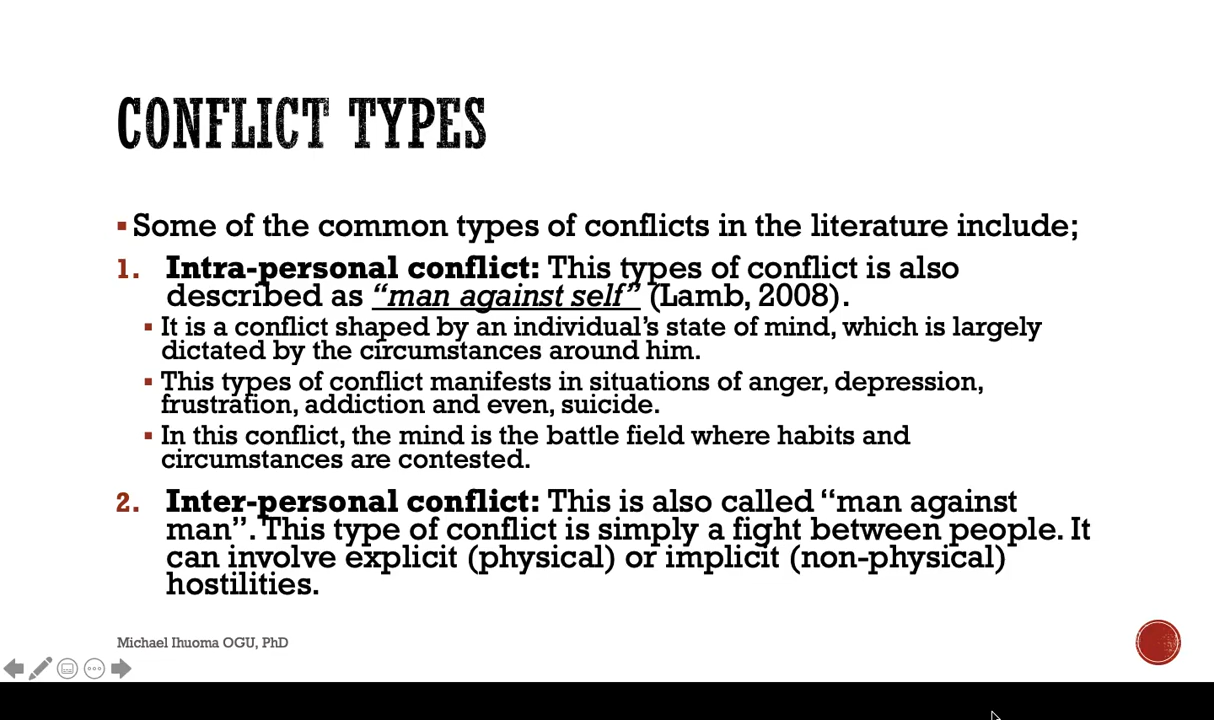 CONFLICT TYPES
▪ Some of the common types of conflicts in the literature include;
1. Intra-personal conflict: This types of conflict is also
described as “man against self” (Lamb, 2008).
▪ It is a conflict shaped by an individual’s state of mind, which is largely
dictated by the circumstances around him.
▪ This types of conflict manifests in situations of anger, depression,
frustration, addiction and even, suicide.
▪ In this conflict, the mind is the battle field where habits and
circumstances are contested.
2. Inter-personal conflict: This is also called “man against
man”. This type of conflict is simply a fight between people. It
can involve explicit (physical) or implicit (non-physical)
hostilities.
Michael Ihuoma OGU, PhD